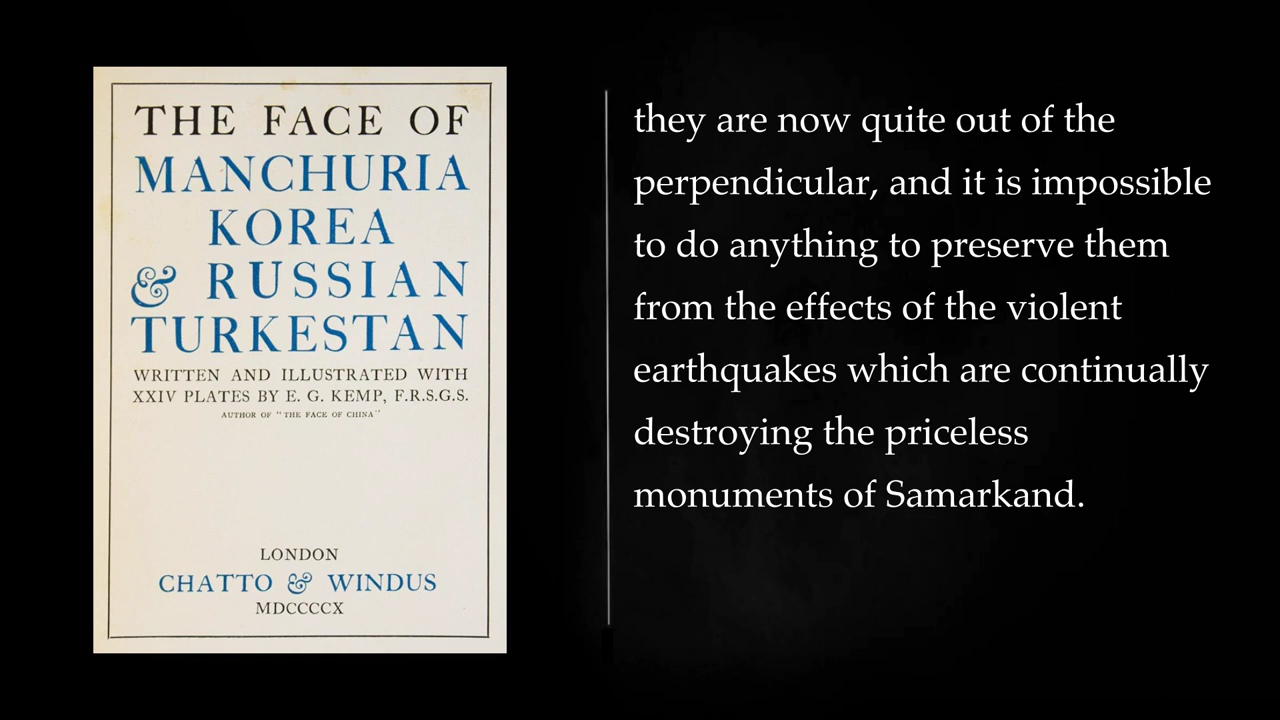 THE FACE OF
MANCHURIA
KOREA
& RUSSIAN
TURKESTAN
WRITTEN AND ILLUSTRATED WITH
XXIV PLATES BY E. G. KEMP, F.R.S.G.S.
AUTHOR OF "THE FACE OF CHINA"
LONDON
CHATTO & WINDUS
MDCCCCX
they are now quite out of the
perpendicular, and it is impossible
to do anything to preserve them
from the effects of the violent
earthquakes which are continually
destroying the priceless
monuments of Samarkand.